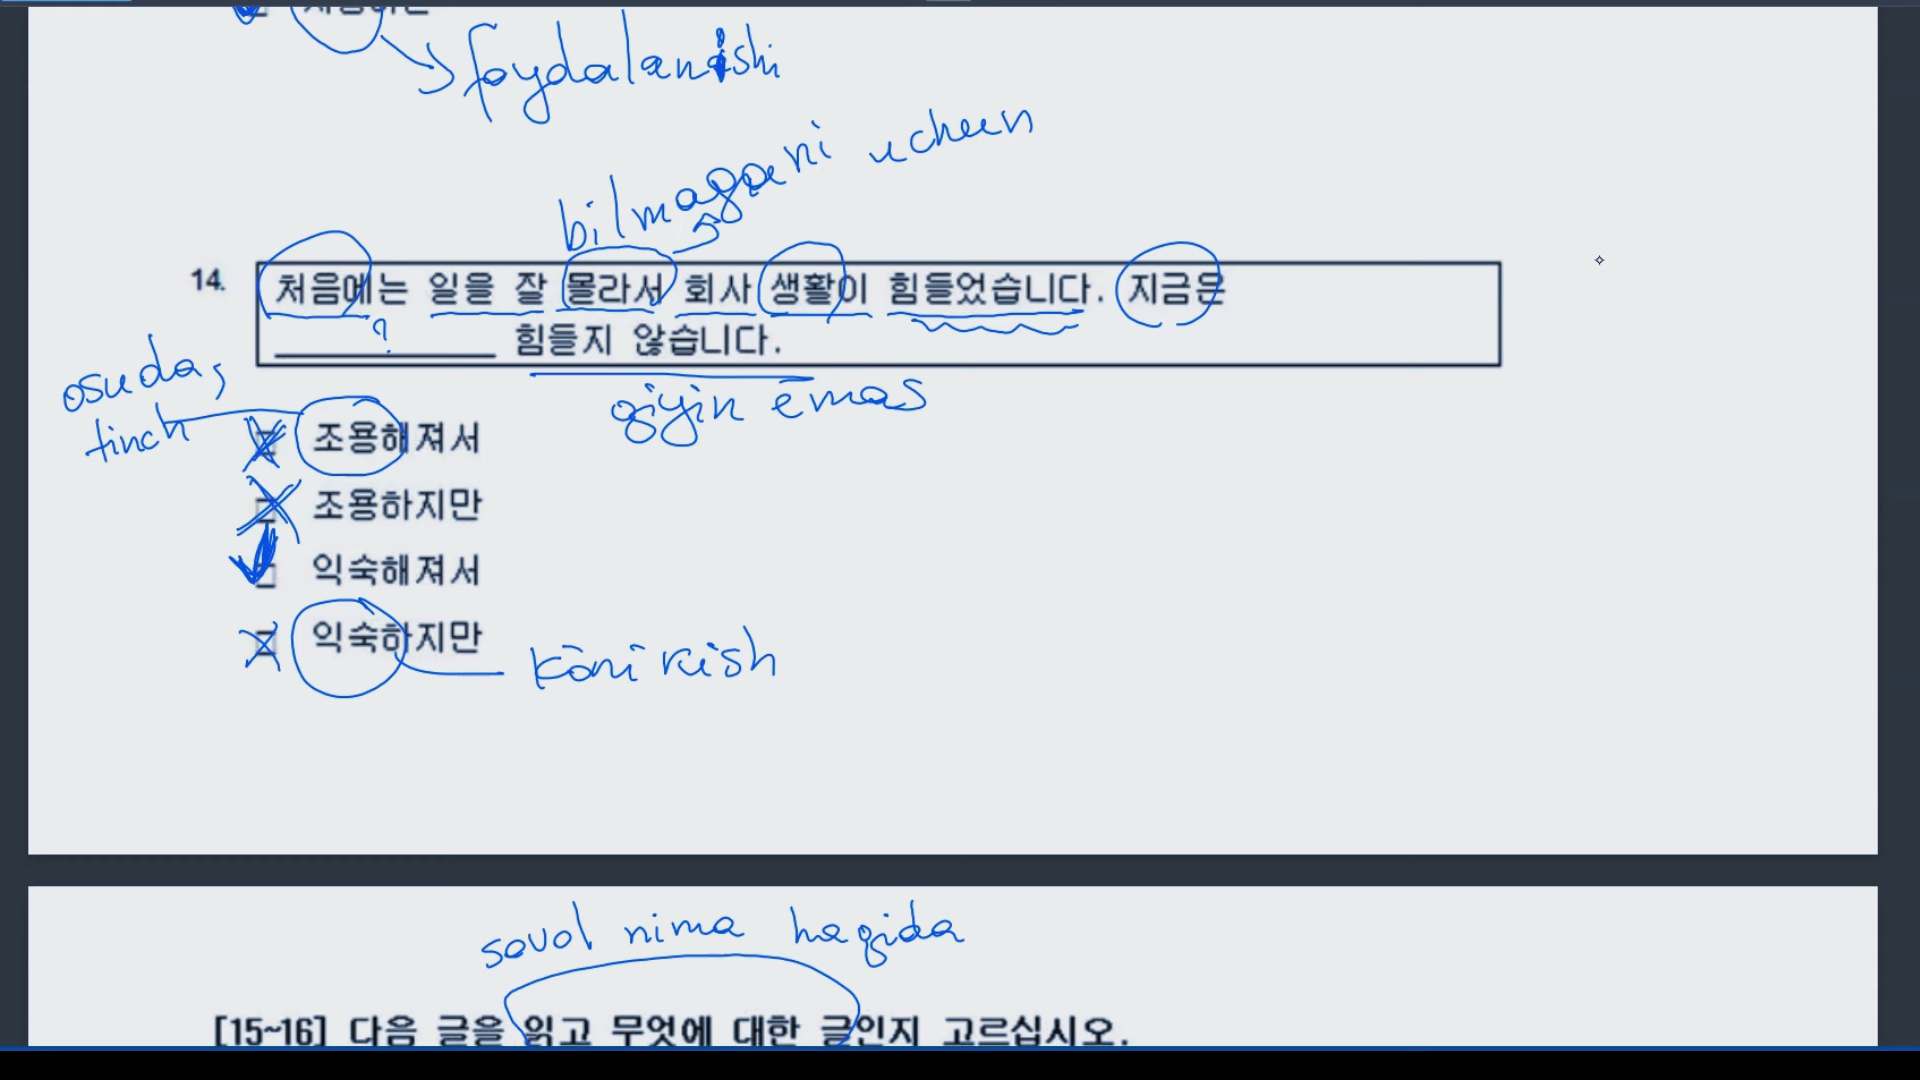 foydalanishi
bilmagani uchun
14. 처음에는 일을 잘 몰라서 회사 생활이 힘들었습니다. 지금은
? 힘들지 않습니다.
osuda,
tinch
qiyin ēmas
조용해져서
조용하지만
익숙해져서
익숙하지만
kōnikish
savol nima haqida
[15~16] 다음 글을 읽고 무엇에 대한 글인지 고르십시오.